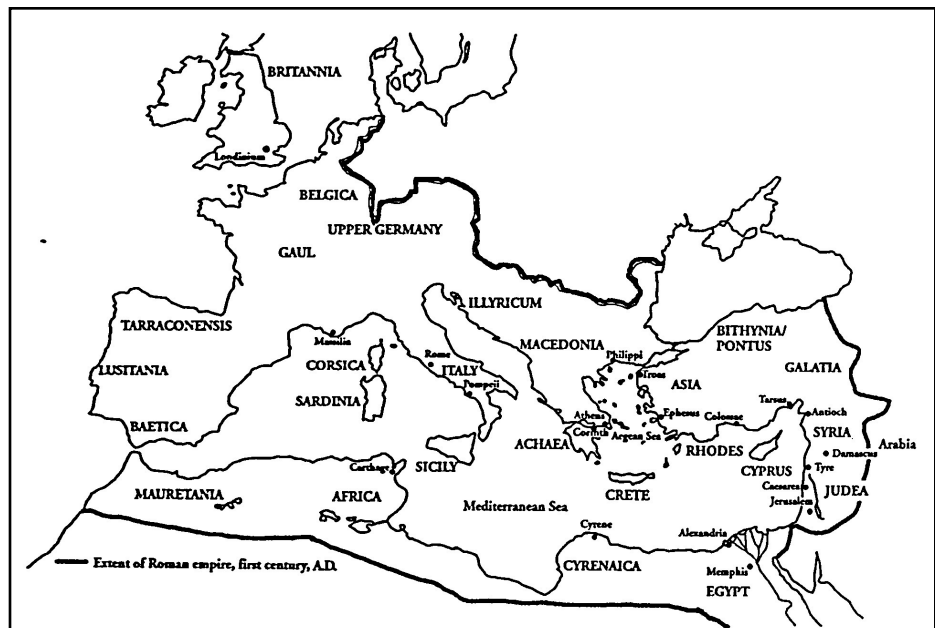 BRITANNIA
Londinium
BELGICA
UPPER GERMANY
GAUL
ILLYRICUM
TARRACONENSIS
Massilia
MACEDONIA
BITHYNIA/
PONTUS
CORSICA
Rome
Philippi
LUSITANIA
ITALY
Troas
ASIA
GALATIA
Pompeii
SARDINIA
Tarsus
BAETICA
Athens
Ephesus
Colossae
Antioch
Corinth
Aegean Sea
SYRIA
ACHAEA
RHODES
Arabia
Damascus
Carthage
SICILY
CYPRUS
Tyre
MAURETANIA
AFRICA
CRETE
Caesarea
JUDEA
Mediterranean Sea
Jerusalem
Cyrene
Alexandria
Extent of Roman empire, first century, A.D.
CYRENAICA
Memphis
EGYPT